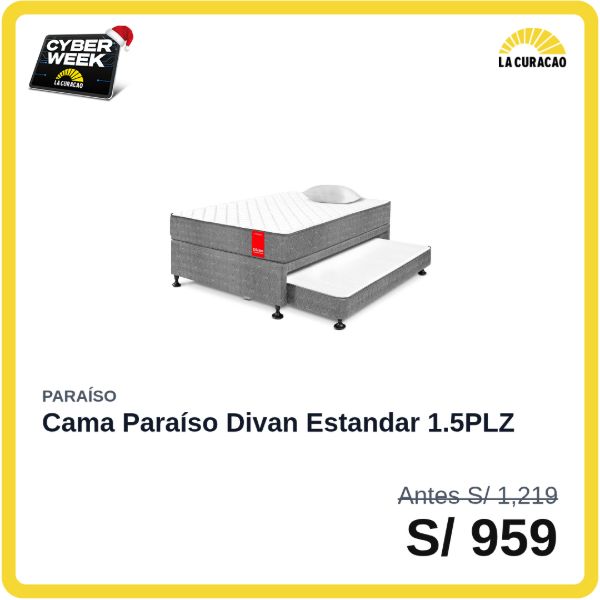 CYBER
WEEK
LA CURACAO
LA CURACAO
PARAÍSO
Cama Paraíso Divan Estandar 1.5PLZ
Antes S/ 1,219
S/ 959